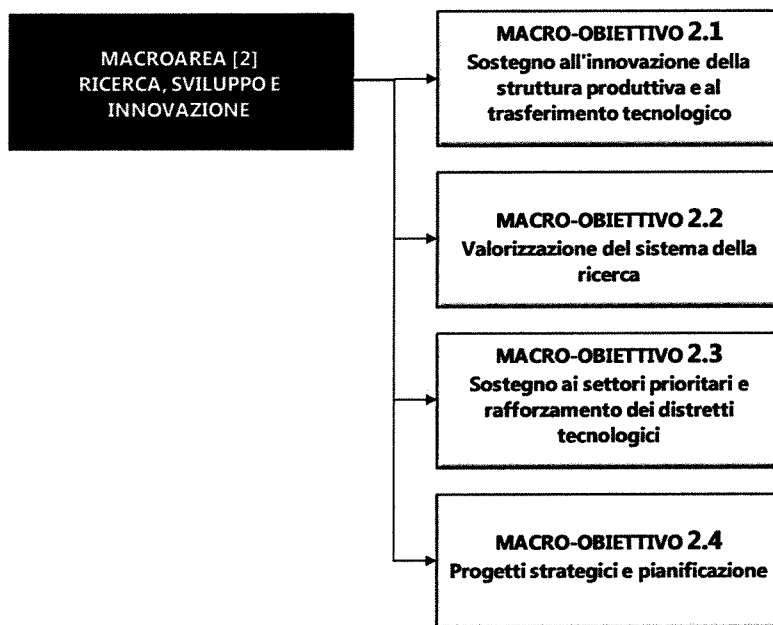 MACROAREA [2]
RICERCA, SVILUPPO E
INNOVAZIONE
MACRO-OBIETTIVO 2.1
Sostegno all'innovazione della
struttura produttiva e al
trasferimento tecnologico
MACRO-OBIETTIVO 2.2
Valorizzazione del sistema della
ricerca
MACRO-OBIETTIVO 2.3
Sostegno ai settori prioritari e
rafforzamento dei distretti
tecnologici
MACRO-OBIETTIVO 2.4
Progetti strategici e pianificazione